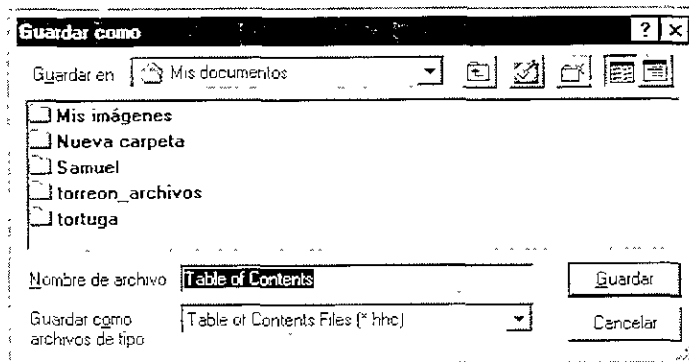 Guardar como
Guardar en Mis documentos
Mis imágenes
Nueva carpeta
Samuel
torreon_archivos
tortuga
Nombre de archivo Table of Contents Guardar
Guardar como archivos de tipo Table of Contents Files (*.hhc) Cancelar